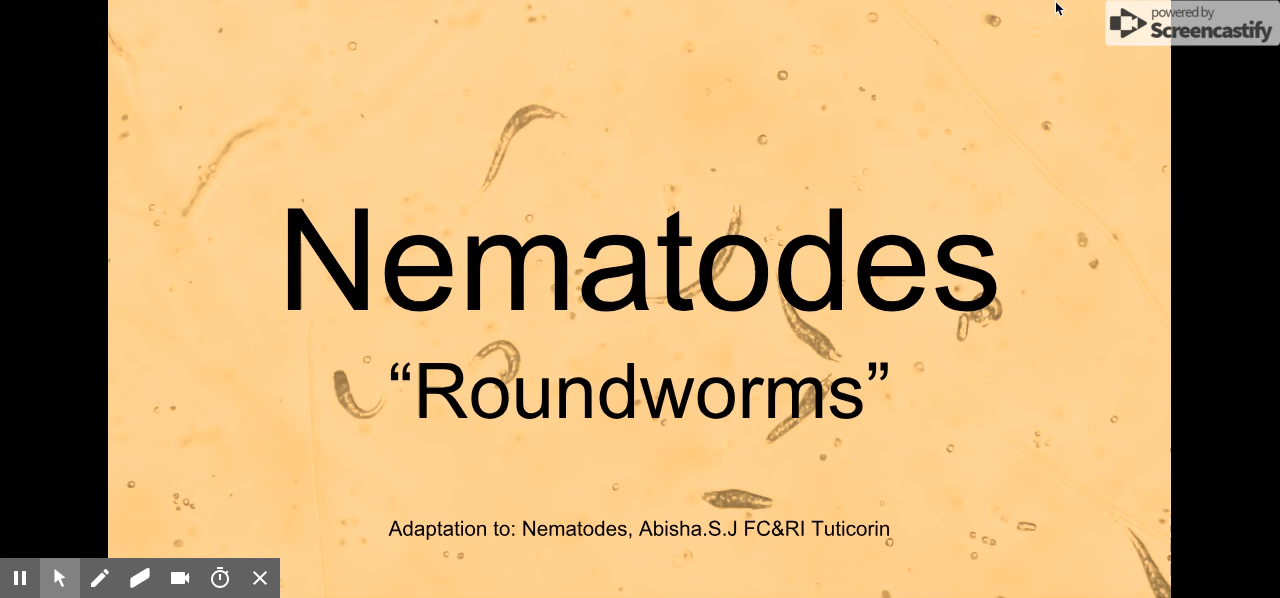 powered by
Screencastify
Nematodes
“Roundworms”
Adaptation to: Nematodes, Abisha.S.J FC&RI Tuticorin